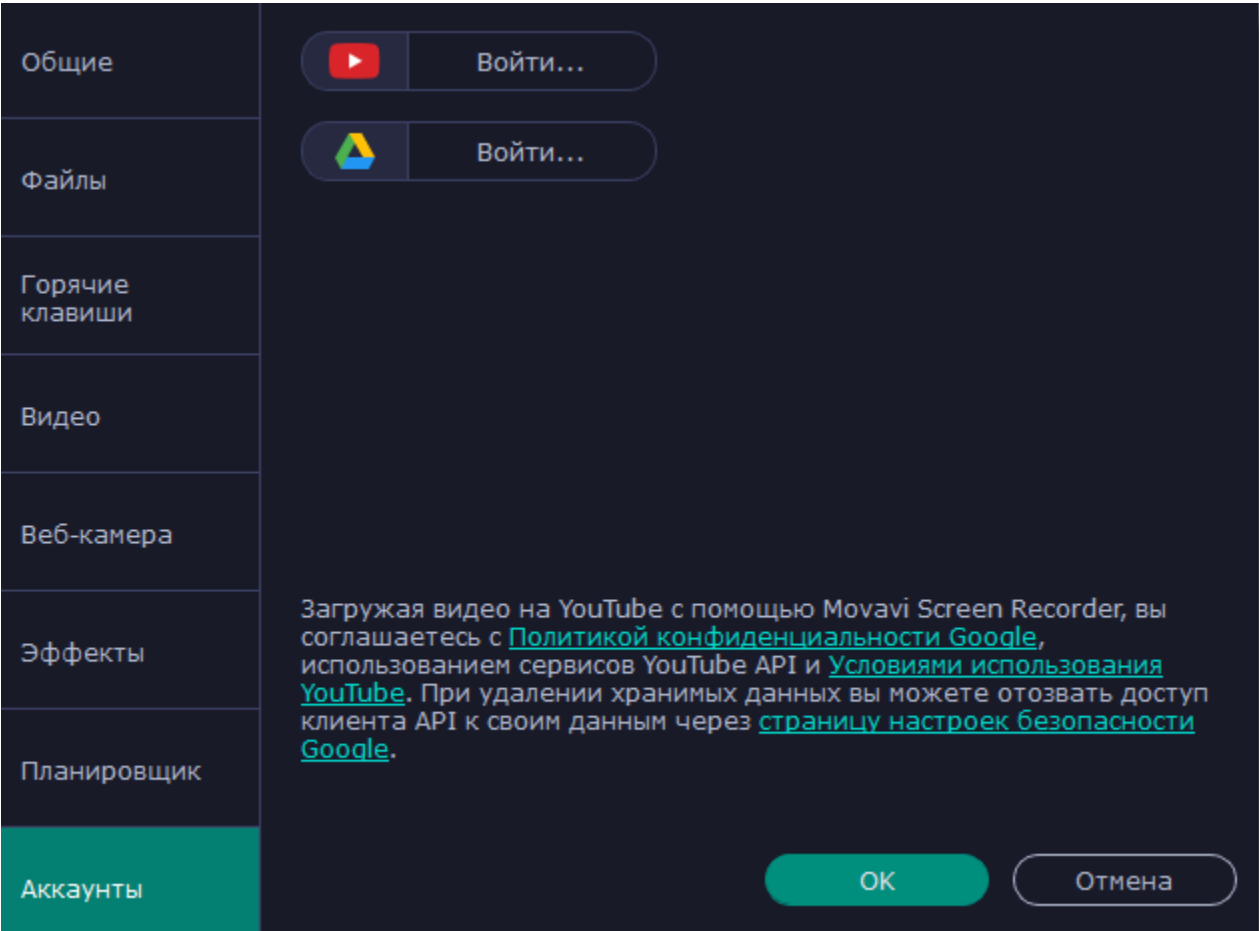 Общие
Файлы
Горячие
клавиши
Видео
Веб-камера
Эффекты
Планировщик
Аккаунты
Войти...
Войти...
Загружая видео на YouTube с помощью Movavi Screen Recorder, вы
соглашаетесь с Политикой конфиденциальности Google,
использованием сервисов YouTube API и Условиями использования
YouTube. При удалении хранимых данных вы можете отозвать доступ
клиента API к своим данным через страницу настроек безопасности
Google.
OK
Отмена